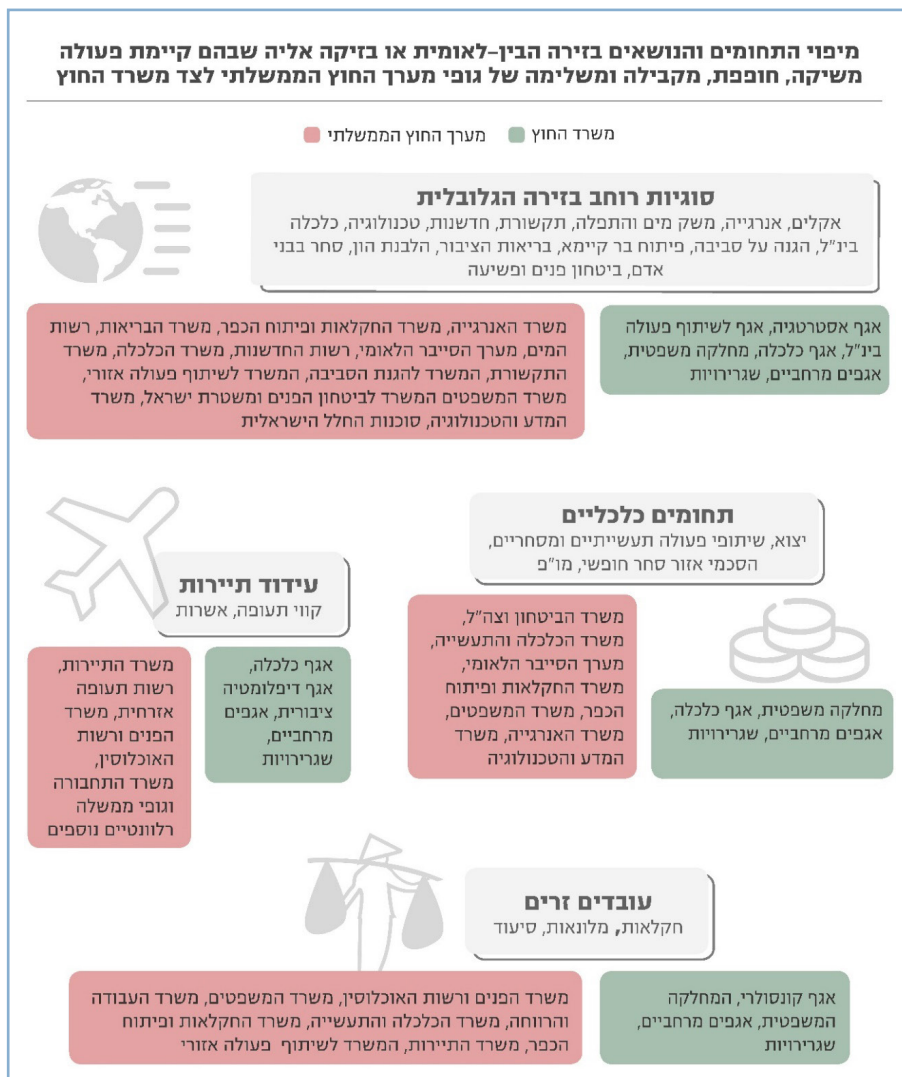 מיפוי התחומים והנושאים בזירה הבין-לאומית או בזיקה אליה שבהם קיימת פעולה
משיקה, חופפת, מקבילה ומשלימה של גופי מערך החוץ הממשלתי לצד משרד החוץ
משרד החוץ
מערך החוץ הממשלתי
סוגיות רוחב בזירה הגלובלית
אקלים, אנרגייה, משק מים והתפלה, תקשורת, חדשנות, טכנולוגיה, כלכלה
בינ"ל, הגנה על סביבה, פיתוח בר קיימא, בריאות הציבור, הלבנת הון, סחר בבני
אדם, ביטחון פנים ופשיעה
אגף אסטרטגיה, אגף לשיתוף פעולה
בינ"ל, אגף כלכלה, מחלקה משפטית,
אגפים מרחביים, שגרירויות
משרד האנרגייה, משרד החקלאות ופיתוח הכפר, משרד הבריאות, רשות
המים, מערך הסייבר הלאומי, רשות החדשנות, משרד הכלכלה, משרד
התקשורת, המשרד להגנת הסביבה, המשרד לשיתוף פעולה אזורי,
משרד המשפטים המשרד לביטחון הפנים ומשטרת ישראל, משרד
המדע והטכנולוגיה, סוכנות החלל הישראלית
תחומים כלכליים
יצוא, שיתופי פעולה תעשייתיים ומסחריים,
הסכמי אזור סחר חופשי, מו"פ
מחלקה משפטית, אגף כלכלה,
אגפים מרחביים, שגרירויות
משרד הביטחון וצה"ל,
משרד הכלכלה והתעשייה,
מערך הסייבר הלאומי,
משרד החקלאות ופיתוח
הכפר, משרד המשפטים,
משרד האנרגייה, משרד
המדע והטכנולוגיה
עידוד תיירות
קווי תעופה, אשרות
אגף כלכלה,
אגף דיפלומטיה
ציבורית, אגפים
מרחביים,
שגרירויות
משרד התיירות,
רשות תעופה
אזרחית, משרד
הפנים ורשות
האוכלוסין,
משרד התחבורה
וגופי ממשלה
רלוונטיים נוספים
עובדים זרים
חקלאות, מלונאות, סיעוד
אגף קונסולרי, המחלקה
המשפטית, אגפים מרחביים,
שגרירויות
משרד הפנים ורשות האוכלוסין, משרד המשפטים, משרד העבודה
והרווחה, משרד הכלכלה והתעשייה, משרד החקלאות ופיתוח
הכפר, משרד התיירות, המשרד לשיתוף פעולה אזורי